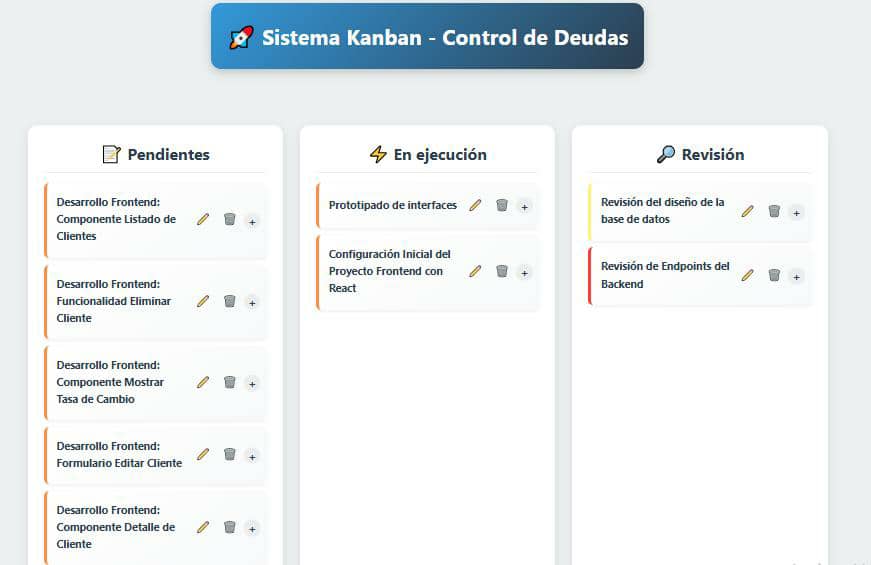 Sistema Kanban - Control de Deudas
Pendientes
Desarrollo Frontend:
Componente Listado de
Clientes
Desarrollo Frontend:
Funcionalidad Eliminar
Cliente
Desarrollo Frontend:
Componente Mostrar
Tasa de Cambio
Desarrollo Frontend:
Formulario Editar Cliente
Desarrollo Frontend:
Componente Detalle de
Cliente
En ejecución
Prototipado de interfaces
Configuración Inicial del
Proyecto Frontend con
React
Revisión
Revisión del diseño de la
base de datos
Revisión de Endpoints del
Backend